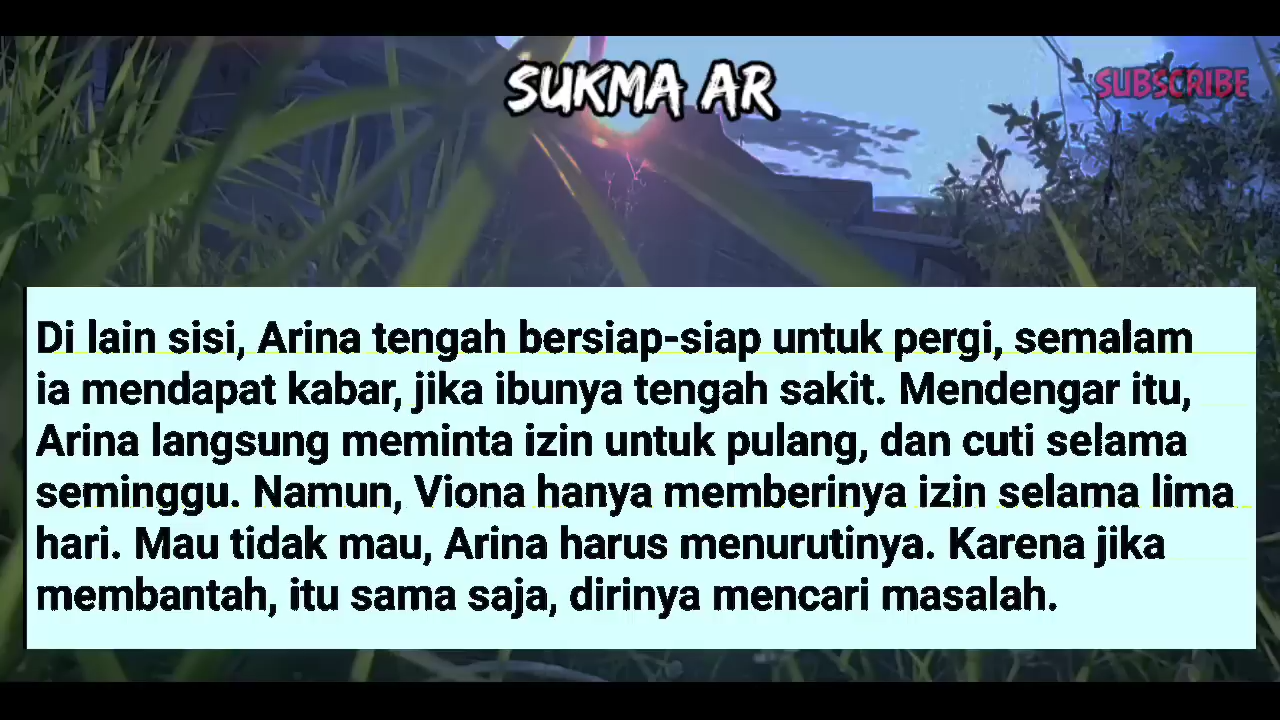 SUKMA AR
SUBSCRIBE
Di lain sisi, Arina tengah bersiap-siap untuk pergi, semalam
ia mendapat kabar, jika ibunya tengah sakit. Mendengar itu,
Arina langsung meminta izin untuk pulang, dan cuti selama
seminggu. Namun, Viona hanya memberinya izin selama lima
hari. Mau tidak mau, Arina harus menurutinya. Karena jika
membantah, itu sama saja, dirinya mencari masalah.